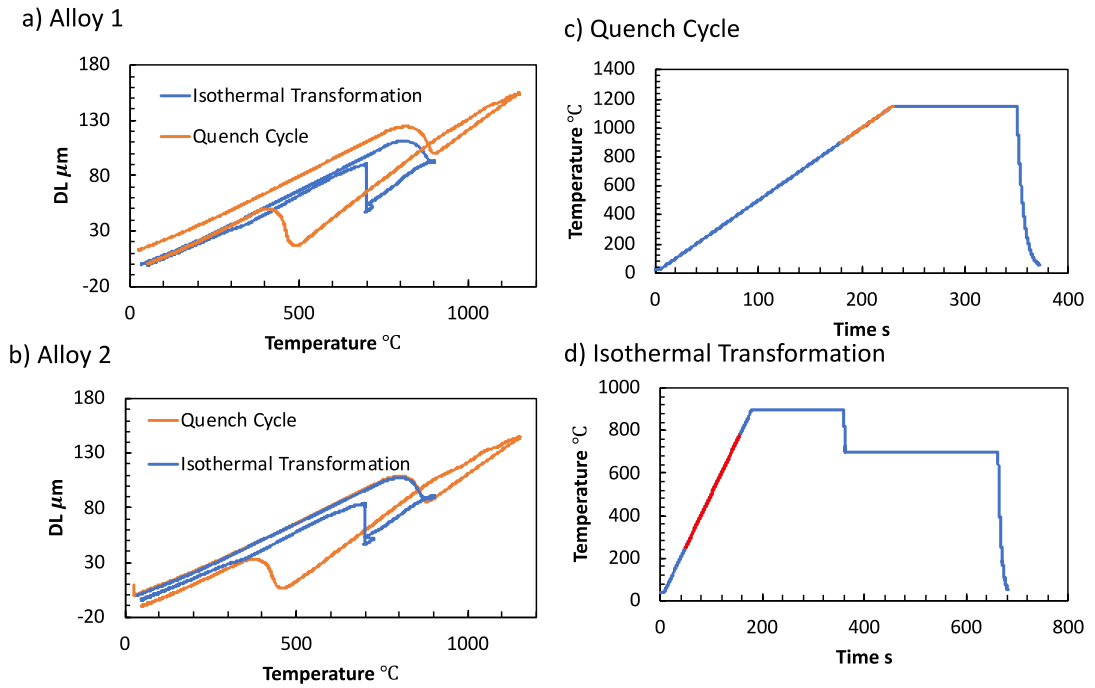 a) Alloy 1
180
130
80
30
-20
DL μm
Isothermal Transformation
Quench Cycle
0
500
1000
Temperature °C
b) Alloy 2
180
130
80
30
-20
DL μm
Quench Cycle
Isothermal Transformation
0
500
1000
Temperature °C
c) Quench Cycle
1400
1200
1000
800
600
400
200
0
Temperature °C
0
100
200
300
400
Time s
d) Isothermal Transformation
1000
800
600
400
200
0
Temperature °C
0
200
400
600
800
Time s